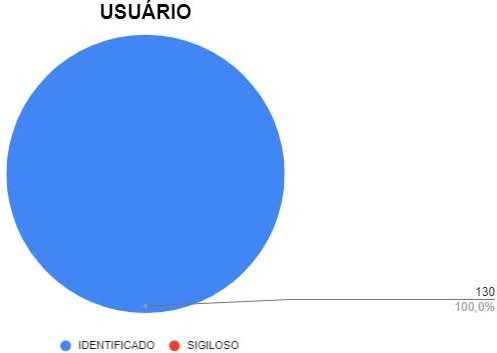 USUÁRIO
130
100,0%
IDENTIFICADO SIGILOSO